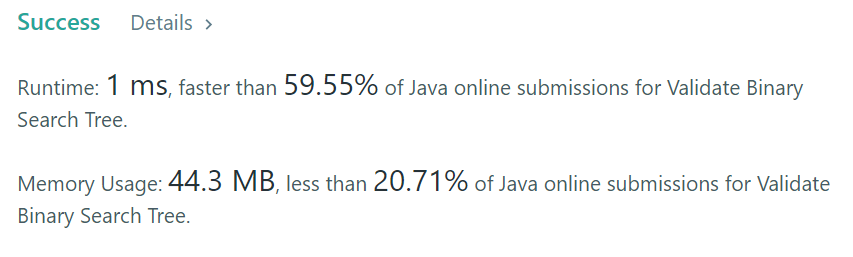 Success Details >
Runtime: 1 ms, faster than 59.55% of Java online submissions for Validate Binary
Search Tree.
Memory Usage: 44.3 MB, less than 20.71% of Java online submissions for Validate
Binary Search Tree.